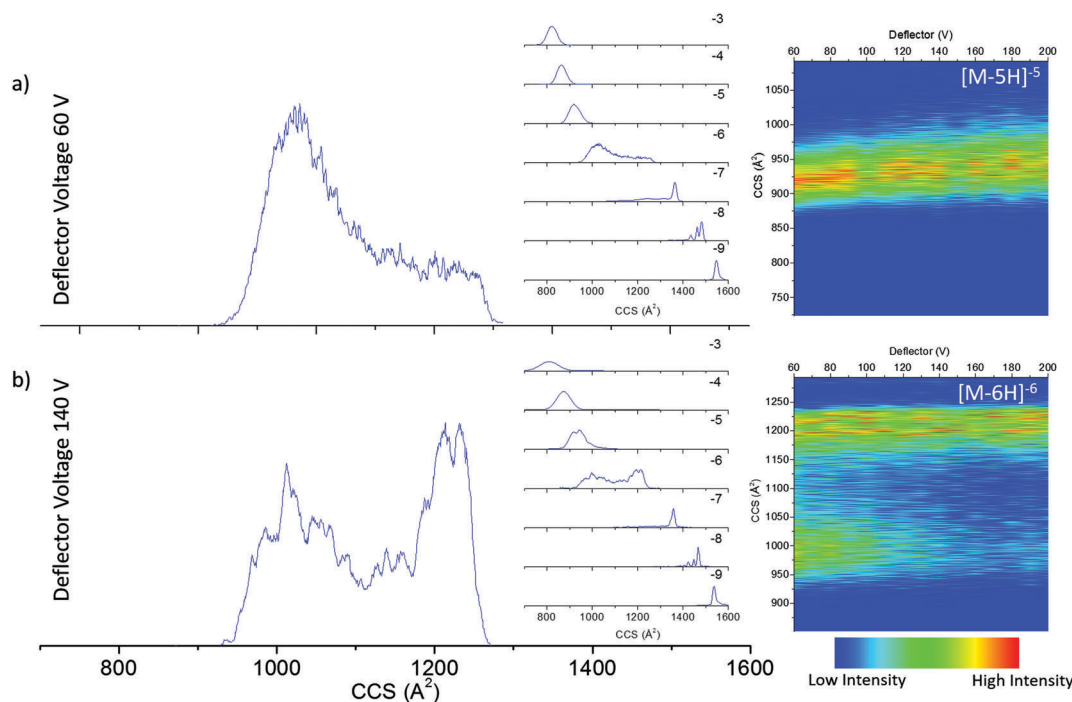 a)
Deflector Voltage 60 V
-3
-4
-5
-6
-7
-8
-9
800 1000 1200 1400 1600
CCS (Å²)
Deflector (V)
60 80 100 120 140 160 180 200
[M-5H]⁻⁵
CCS (Å²)
1050
1000
950
900
850
800
750
b)
Deflector Voltage 140 V
-3
-4
-5
-6
-7
-8
-9
800 1000 1200 1400 1600
CCS (Å²)
800 1000 1200 1400 1600
CCS (Å²)
Deflector (V)
60 80 100 120 140 160 180 200
[M-6H]⁻⁶
CCS (Å²)
1250
1200
1150
1100
1050
1000
950
900
Low Intensity High Intensity